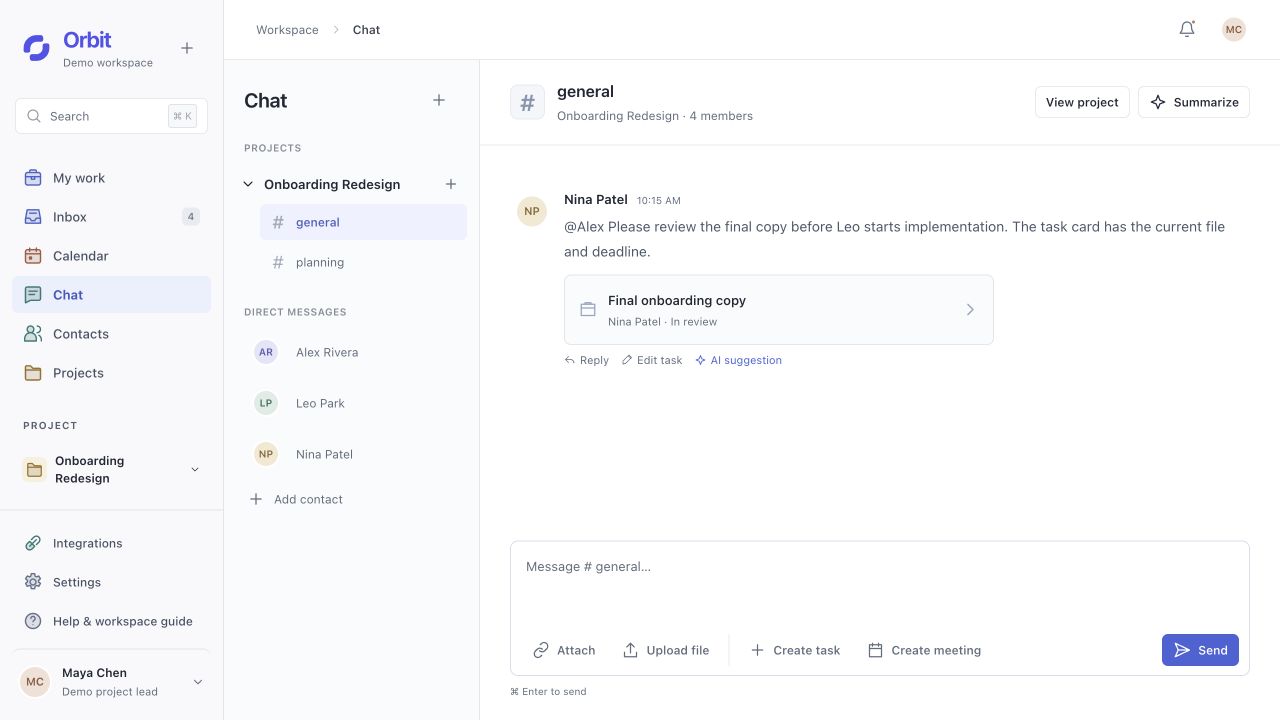 Orbit
Demo workspace
Search
⌘ K
My work
Inbox
4
Calendar
Chat
Contacts
Projects
PROJECT
Onboarding
Redesign
Integrations
Settings
Help & workspace guide
MC
Maya Chen
Demo project lead
Workspace
Chat
MC
Chat
PROJECTS
Onboarding Redesign
# general
# planning
DIRECT MESSAGES
AR
Alex Rivera
LP
Leo Park
NP
Nina Patel
Add contact
#
general
Onboarding Redesign · 4 members
View project
Summarize
NP
Nina Patel 10:15 AM
@Alex Please review the final copy before Leo starts implementation. The task card has the current file
and deadline.
Final onboarding copy
Nina Patel · In review
Reply
Edit task
AI suggestion
Message # general...
Attach
Upload file
Create task
Create meeting
Send
⌘ Enter to send